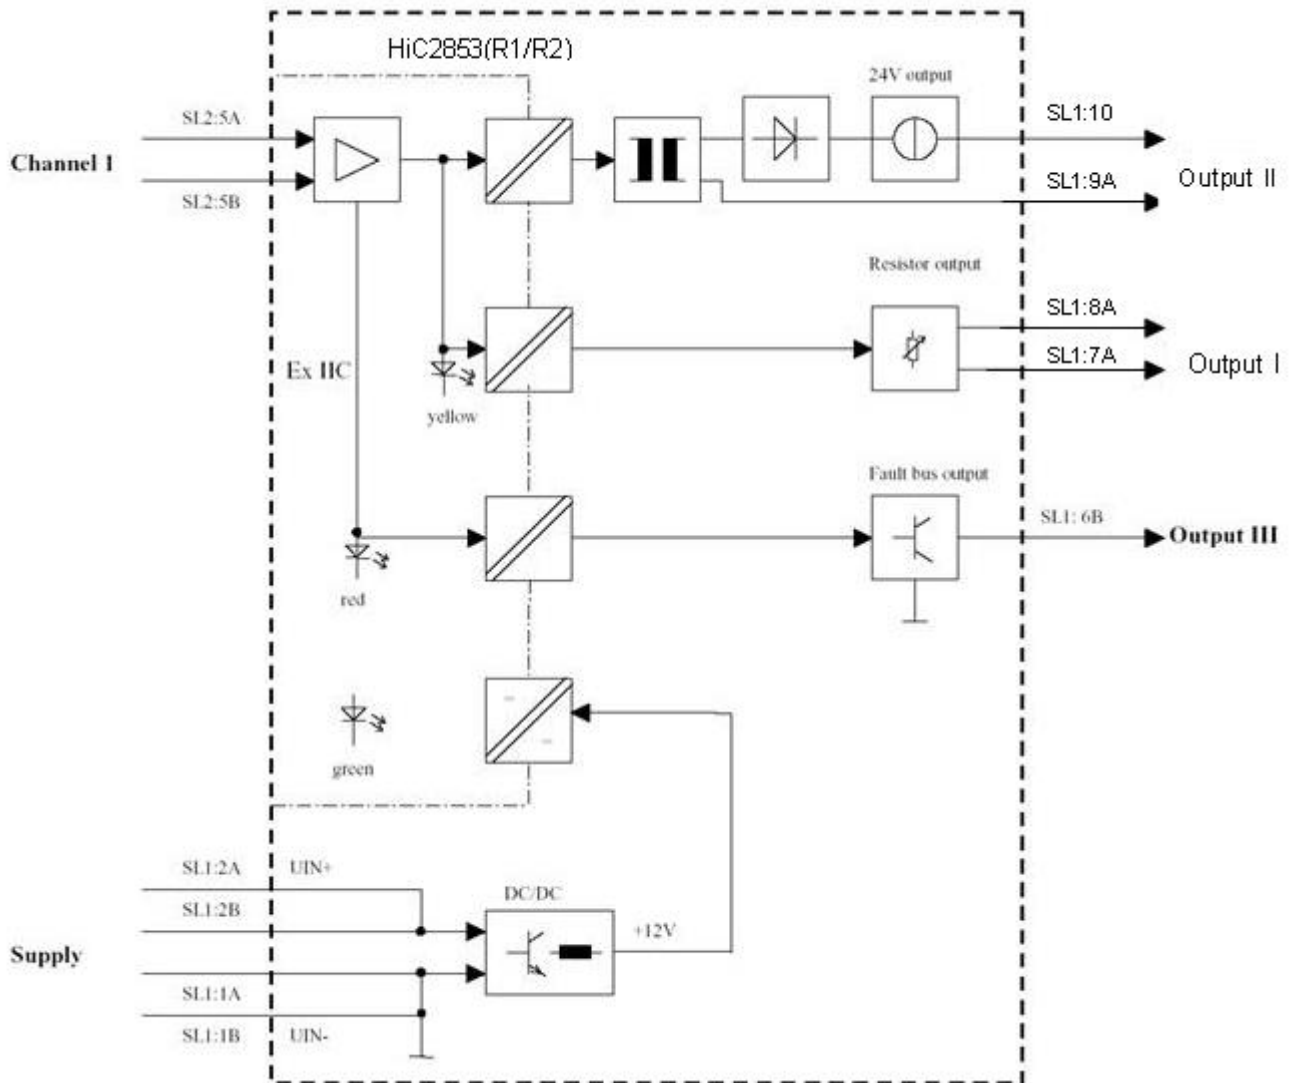 HiC2853(R1/R2)
24V output
SL2:5A
SL1:10
Channel 1
SL1:9A
Output II
SL2:5B
Resistor output
SL1:8A
SL1:7A
Output I
Ex IIC
yellow
Fault bus output
SL1: 6B
Output III
red
green
SL1:2A UIN+
DC/DC
SL1:2B
+12V
Supply
SL1:1A
SL1:1B UIN-